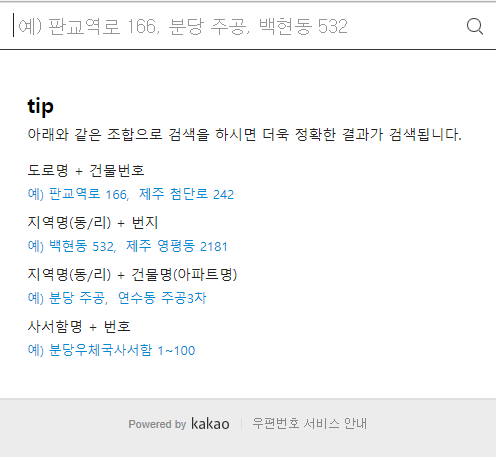 예) 판교역로 166, 분당 주공, 백현동 532
tip
아래와 같은 조합으로 검색을 하시면 더욱 정확한 결과가 검색됩니다.
도로명 + 건물번호
예) 판교역로 166, 제주 첨단로 242
지역명(동/리) + 번지
예) 백현동 532, 제주 영평동 2181
지역명(동/리) + 건물명(아파트명)
예) 분당 주공, 연수동 주공3차
사서함명 + 번호
예) 분당우체국사서함 1~100
Powered by kakao 우편번호 서비스 안내